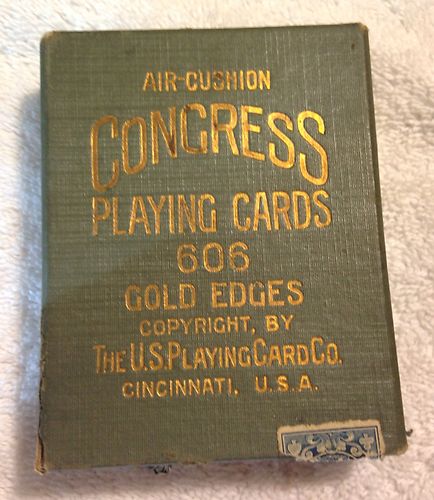 AIR-CUSHION
CONGRESS
PLAYING CARDS
606
GOLD EDGES
COPYRIGHT, BY
THE U.S. PLAYING CARD CO.
CINCINNATI, U.S.A.